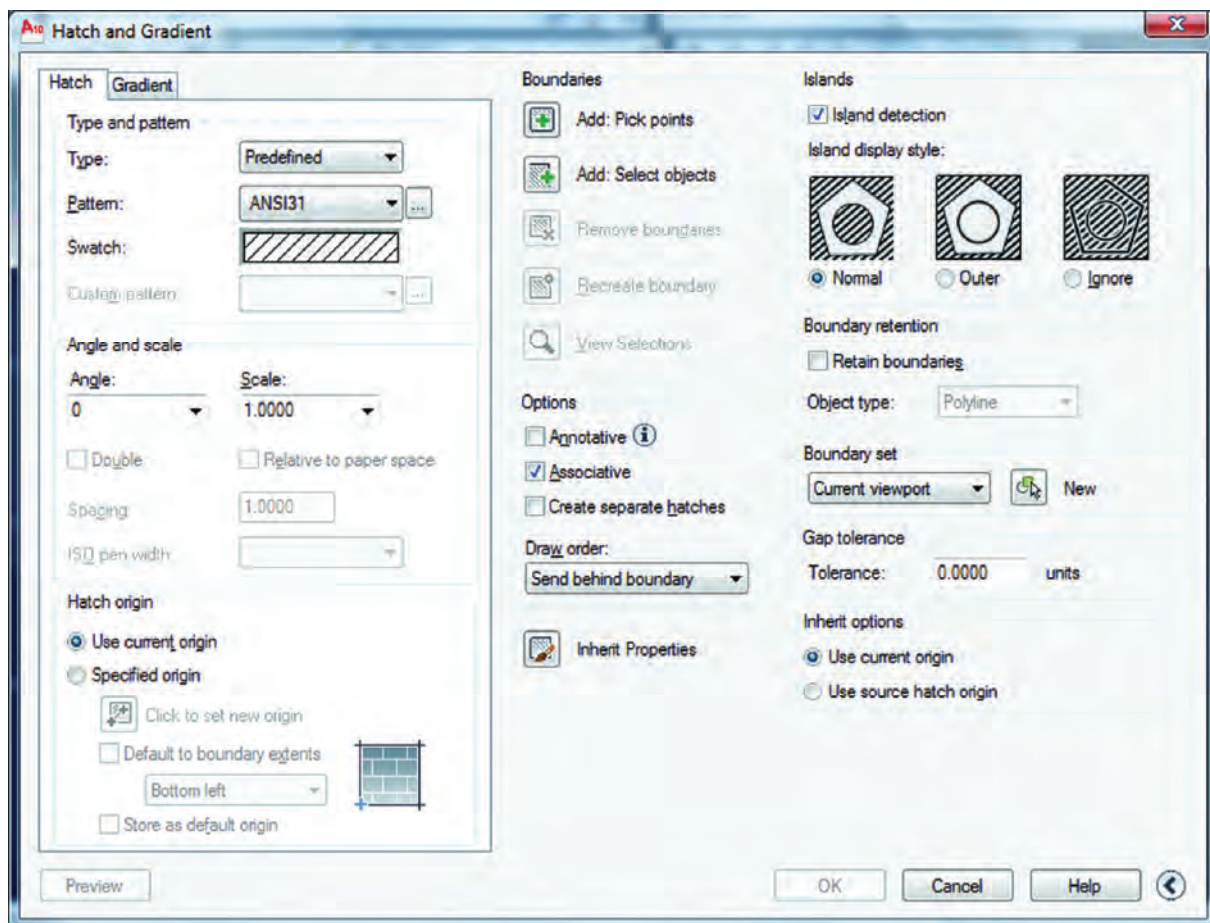 A10 Hatch and Gradient
Hatch
Gradient
Type and pattern
Type:
Predefined
Pattern:
ANSI31
...
Swatch:
Custom pattern:
...
Angle and scale
Angle:
Scale:
0
1.0000
Double
Relative to paper space
Spacing:
1.0000
ISO pen width:
Hatch origin
Use current origin
Specified origin
Click to set new origin
Default to boundary extents
Bottom left
Store as default origin
Preview
Boundaries
Add: Pick points
Add: Select objects
Remove boundaries
Recreate boundary
View Selections
Options
Annotative
Associative
Create separate hatches
Draw order:
Send behind boundary
Inherit Properties
Islands
Island detection
Island display style:
Normal
Outer
Ignore
Boundary retention
Retain boundaries
Object type:
Polyline
Boundary set
Current viewport
New
Gap tolerance
Tolerance:
0.0000
units
Inherit options
Use current origin
Use source hatch origin
OK
Cancel
Help